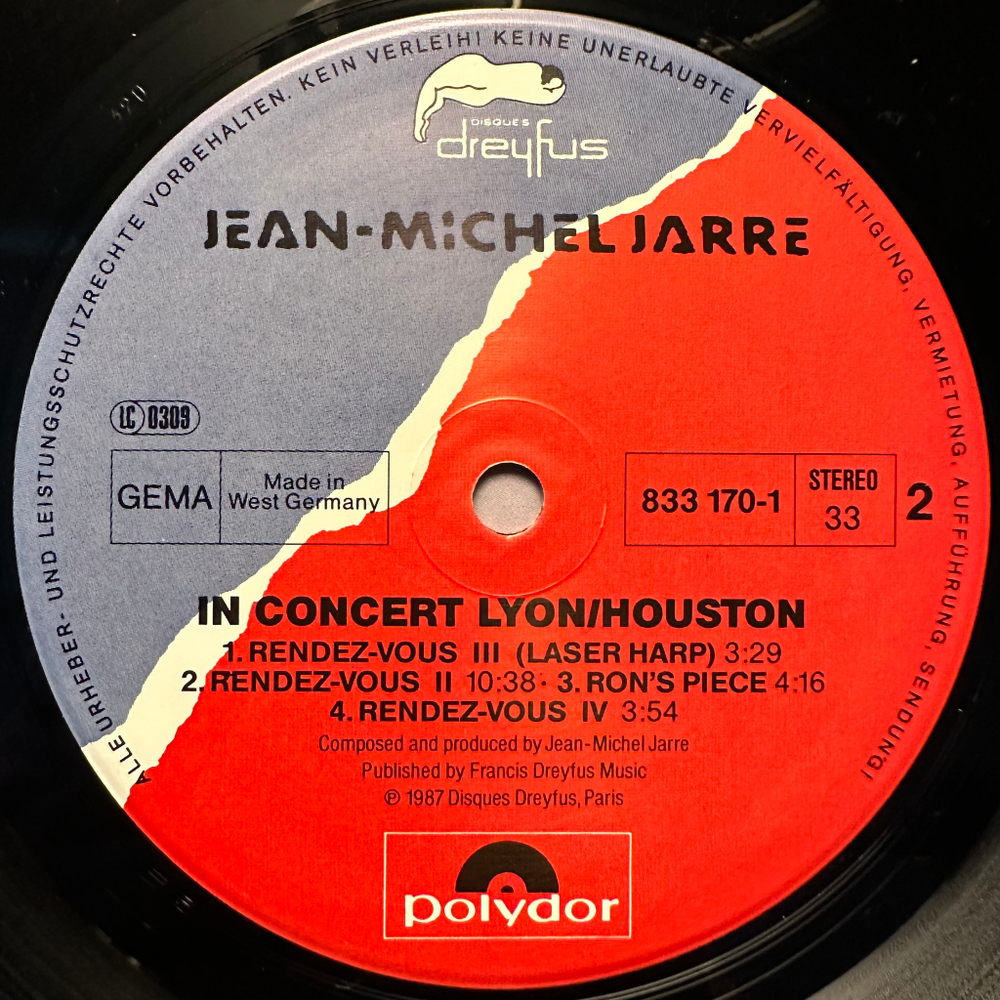 ALLE URHEBER- UND LEISTUNGSSCHUTZRECHTE VORBEHALTEN. KEIN VERLEIH! KEINE UNERLAUBTE VERVIELFÄLTIGUNG, VERMIETUNG, AUFFÜHRUNG, SENDUNG!
DISQUES
dreyfus
JEAN-MICHEL JARRE
LC 0309
GEMA
Made in
West Germany
833 170-1
STEREO
33
2
IN CONCERT LYON/HOUSTON
1. RENDEZ-VOUS III (LASER HARP) 3:29
2. RENDEZ-VOUS II 10:38 · 3. RON'S PIECE 4:16
4. RENDEZ-VOUS IV 3:54
Composed and produced by Jean-Michel Jarre
Published by Francis Dreyfus Music
℗ 1987 Disques Dreyfus, Paris
polydor